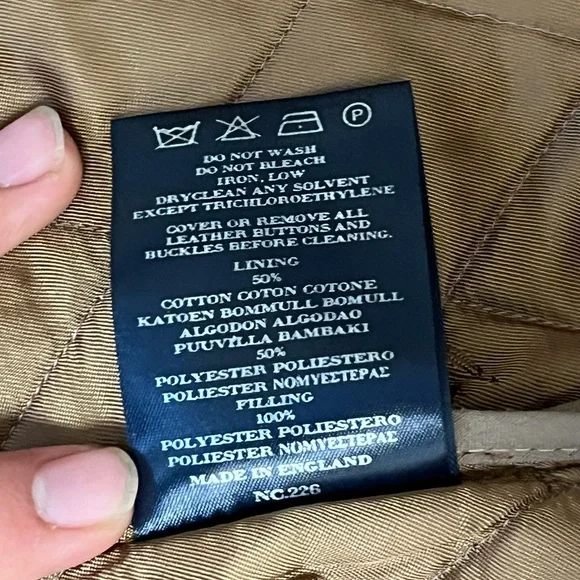 P
DO NOT WASH
DO NOT BLEACH
IRON, LOW
DRYCLEAN ANY SOLVENT
EXCEPT TRICHLOROETHYLENE
COVER OR REMOVE ALL
LEATHER BUTTONS AND
BUCKLES BEFORE CLEANING.
LINING
50%
COTTON COTON COTONE
KATOEN BOMMULL BOMULL
ALGODON ALGODAO
PUUVILLA BAMBAKI
50%
POLYESTER POLIESTERO
POLIESTER ΝΟΜΥΕΣΤΕΡΑΣ
FILLING
100%
POLYESTER POLIESTERO
POLIESTER ΝΟΜΥΕΣΤΕΡΑΣ
MADE IN ENGLAND
NC.226